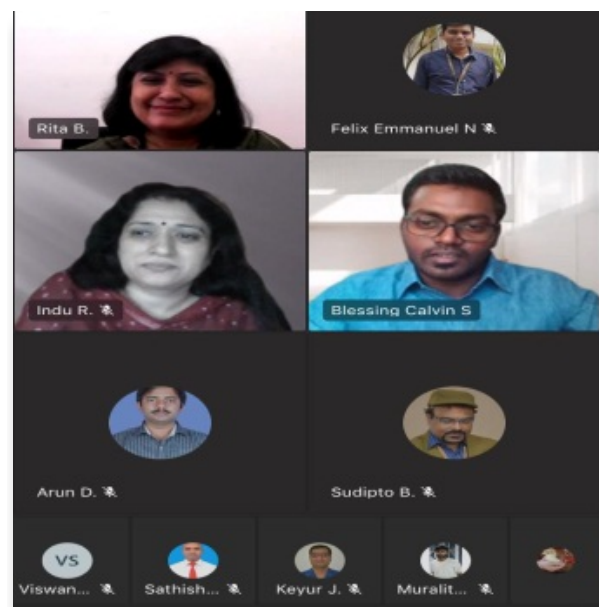 Rita B.
Felix Emmanuel N
Indu R.
Blessing Calvin S
Arun D.
Sudipto B.
VS
Viswan...
Sathish...
Keyur J.
Muralit...